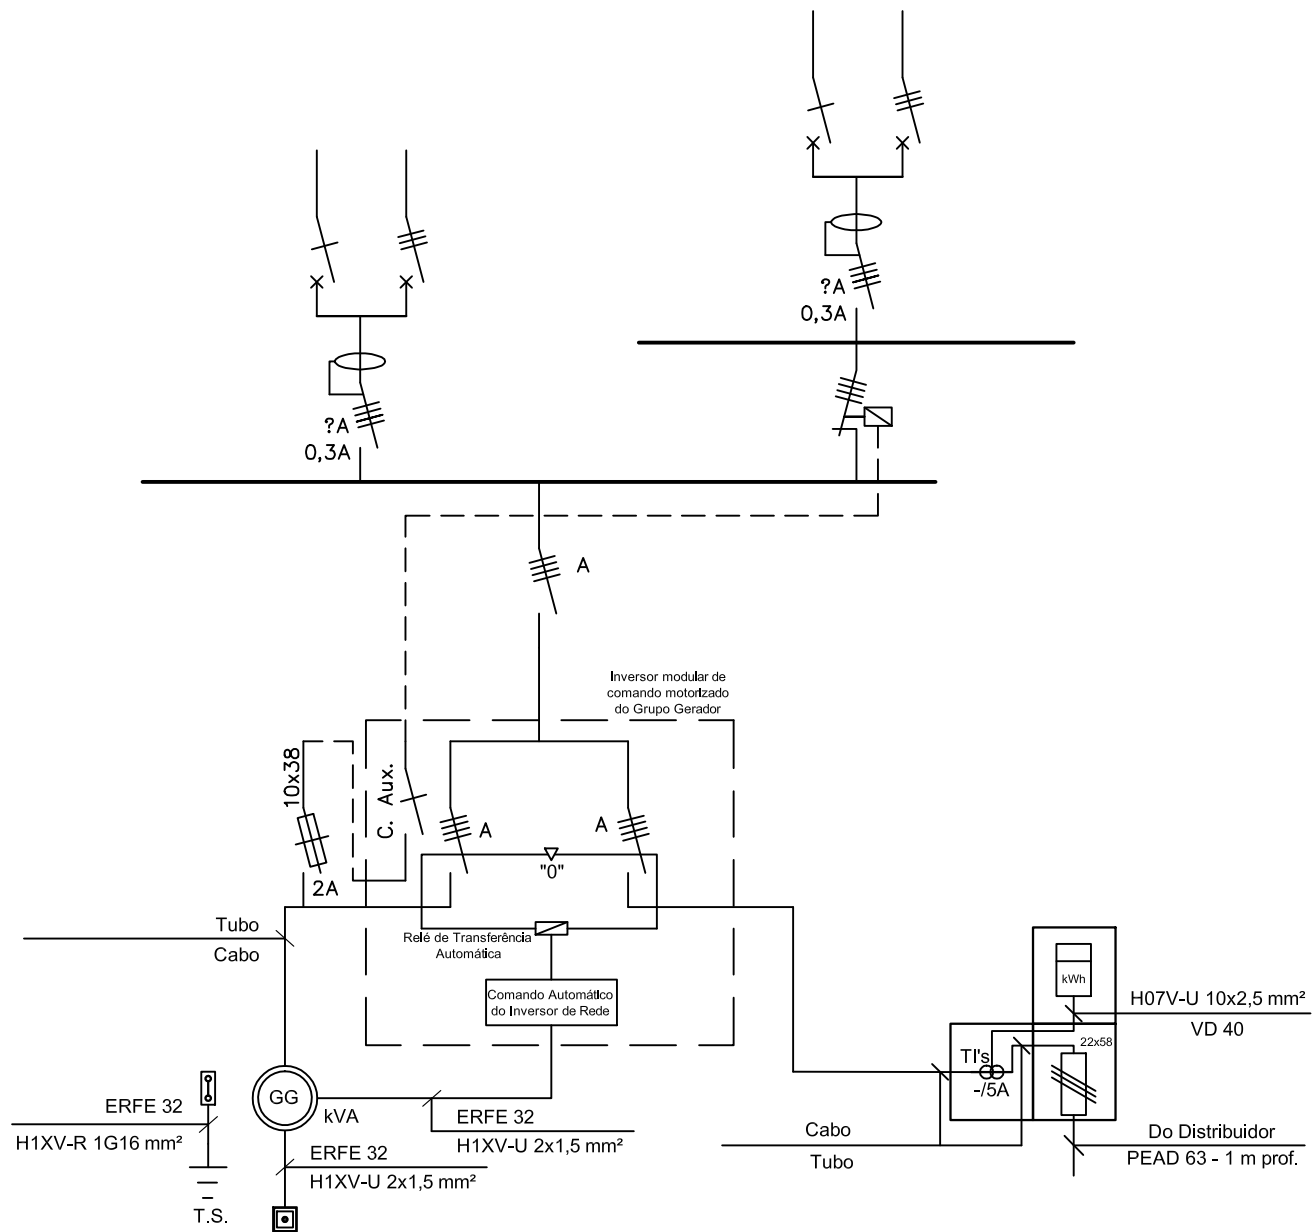 ?A
0,3A
?A
0,3A
A
Inversor modular de
comando motorizado
do Grupo Gerador
10x38
C. Aux.
A
A
"0"
2A
Tubo
Cabo
Relé de Transferência
Automática
Comando Automático
do Inversor de Rede
kWh
H07V-U 10x2,5 mm²
VD 40
22x58
TI's
-/5A
GG
kVA
ERFE 32
H1XV-R 1G16 mm²
ERFE 32
H1XV-U 2x1,5 mm²
ERFE 32
H1XV-U 2x1,5 mm²
T.S.
Cabo
Tubo
Do Distribuidor
PEAD 63 - 1 m prof.